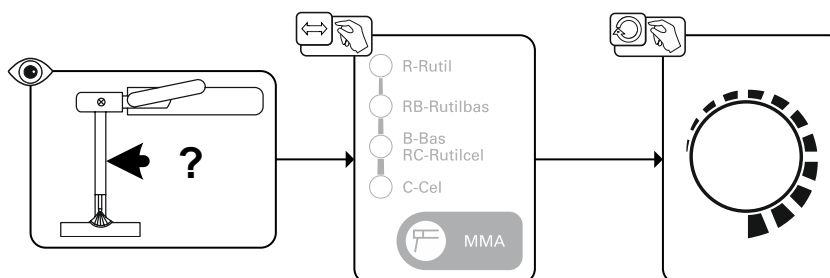 ?
R-Rutil
RB-Rutilbas
B-Bas
RC-Rutilcel
C-Cel
MMA